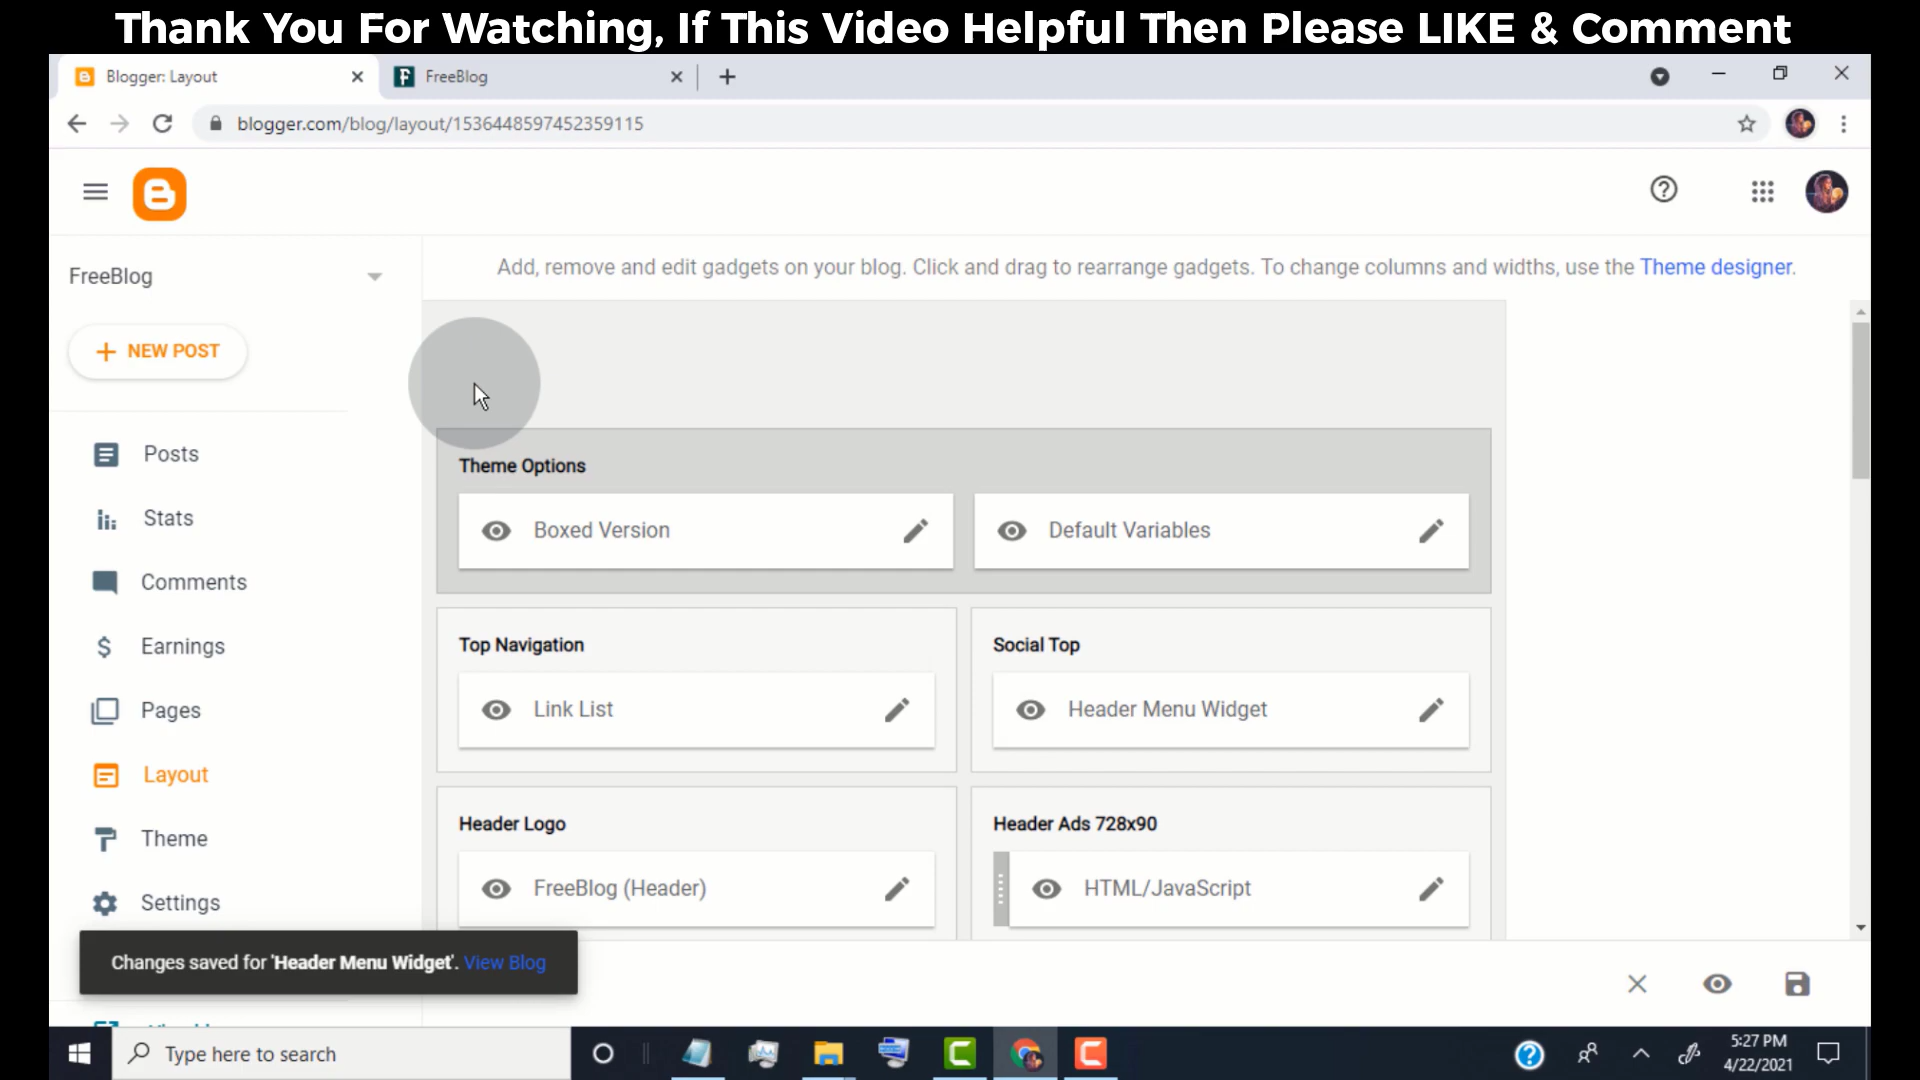 Thank You For Watching, If This Video Helpful Then Please LIKE & Comment
Blogger: Layout
FreeBlog
blogger.com/blog/layout/1536448597452359115
Add, remove and edit gadgets on your blog. Click and drag to rearrange gadgets. To change columns and widths, use the Theme designer.
FreeBlog
NEW POST
Posts
Stats
Comments
Earnings
Pages
Layout
Theme
Settings
Theme Options
Boxed Version
Default Variables
Top Navigation
Link List
Social Top
Header Menu Widget
Header Logo
FreeBlog (Header)
Header Ads 728x90
HTML/JavaScript
Changes saved for 'Header Menu Widget'. View Blog
Type here to search
5:27 PM
4/22/2021